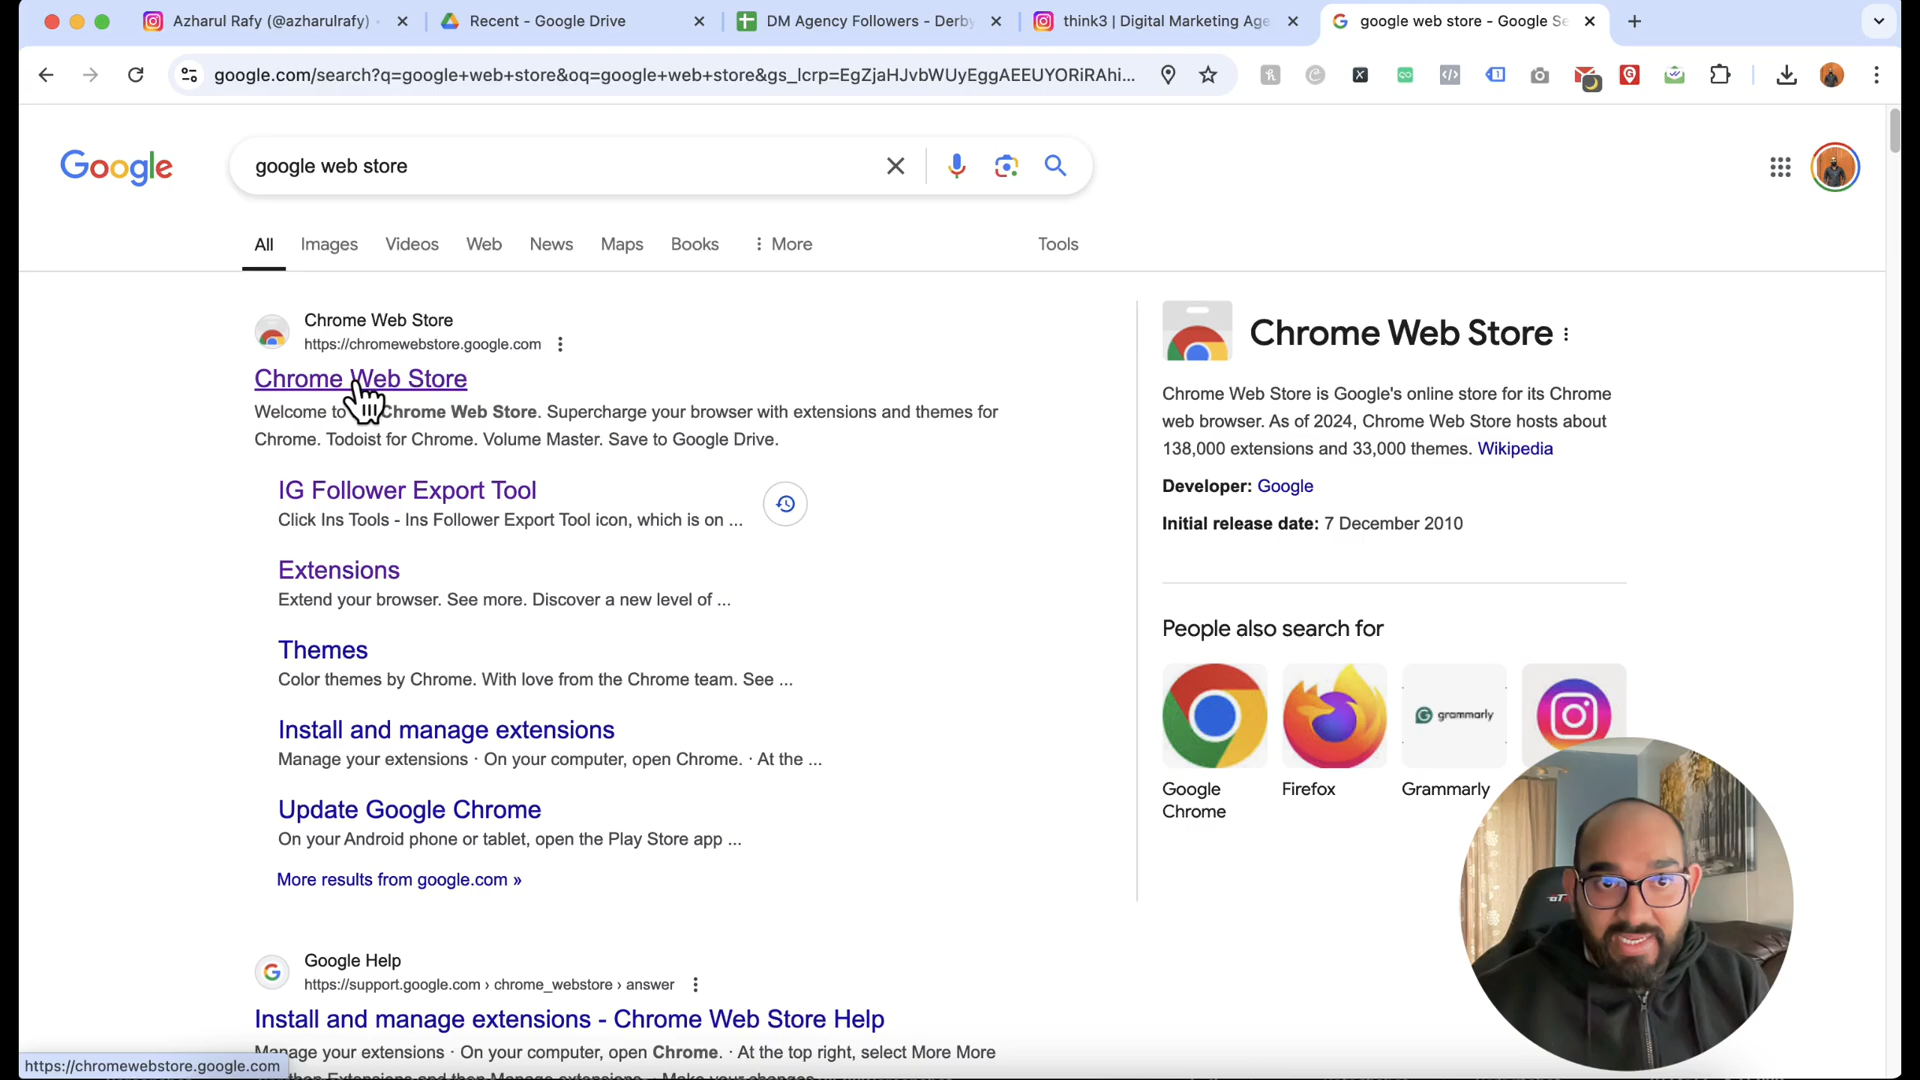 Azharul Rafy (@azharulrafy)
Recent - Google Drive
DM Agency Followers - Derby
think3 | Digital Marketing Age
google web store - Google Se
google.com/search?q=google+web+store&oq=google+web+store&gs_lcrp=EgZjaHJvbWUyEggAEEUYORiRAhi...
Google
google web store
All
Images
Videos
Web
News
Maps
Books
More
Tools
Chrome Web Store
https://chromewebstore.google.com
Chrome Web Store
Welcome to Chrome Web Store. Supercharge your browser with extensions and themes for
Chrome. Todoist for Chrome. Volume Master. Save to Google Drive.
IG Follower Export Tool
Click Ins Tools - Ins Follower Export Tool icon, which is on ...
Extensions
Extend your browser. See more. Discover a new level of ...
Themes
Color themes by Chrome. With love from the Chrome team. See ...
Install and manage extensions
Manage your extensions · On your computer, open Chrome. · At the ...
Update Google Chrome
On your Android phone or tablet, open the Play Store app ...
More results from google.com »
Google Help
https://support.google.com › chrome_webstore › answer
Install and manage extensions - Chrome Web Store Help
Manage your extensions · On your computer, open Chrome. · At the top right, select More More
Chrome Web Store
Chrome Web Store is Google's online store for its Chrome
web browser. As of 2024, Chrome Web Store hosts about
138,000 extensions and 33,000 themes. Wikipedia
Developer: Google
Initial release date: 7 December 2010
People also search for
grammarly
Google
Chrome
Firefox
Grammarly
https://chromewebstore.google.com